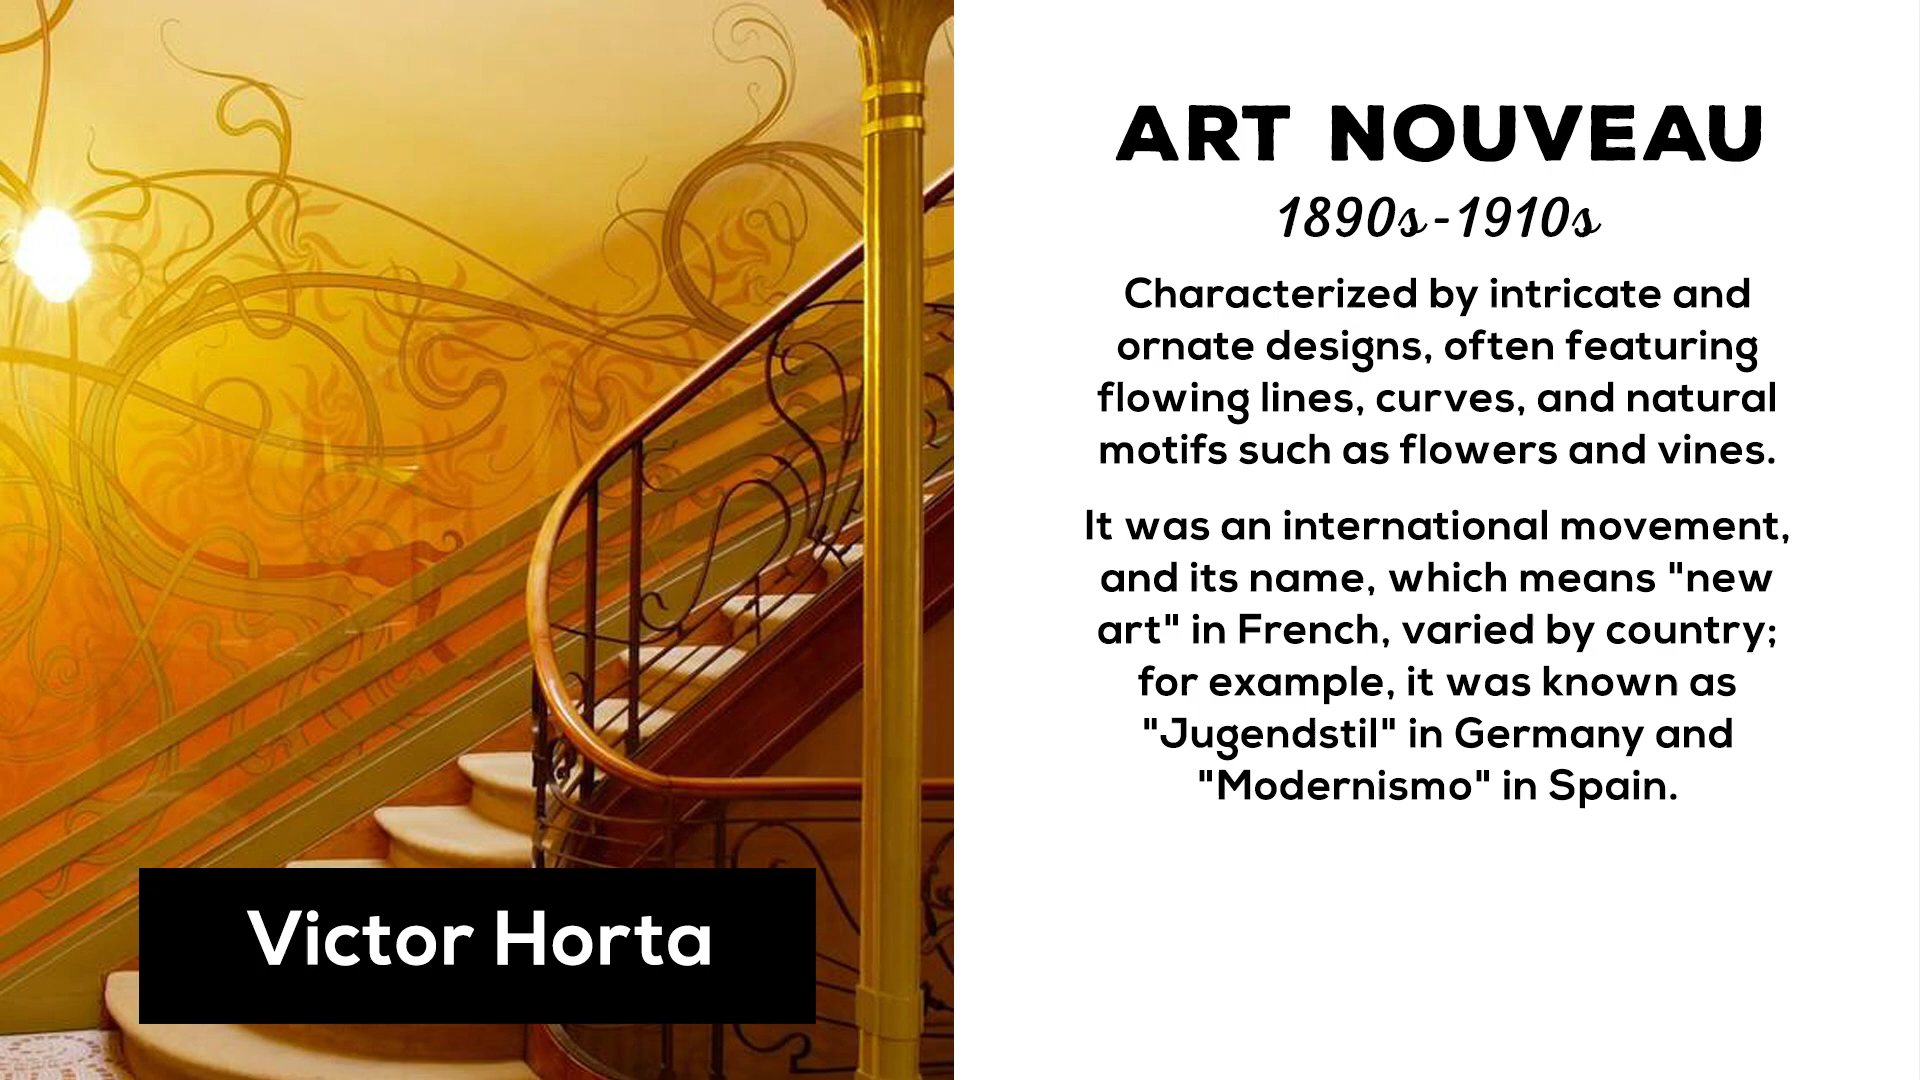 ART NOUVEAU
1890s-1910s
Characterized by intricate and
ornate designs, often featuring
flowing lines, curves, and natural
motifs such as flowers and vines.
It was an international movement,
and its name, which means "new
art" in French, varied by country;
for example, it was known as
"Jugendstil" in Germany and
"Modernismo" in Spain.
Victor Horta